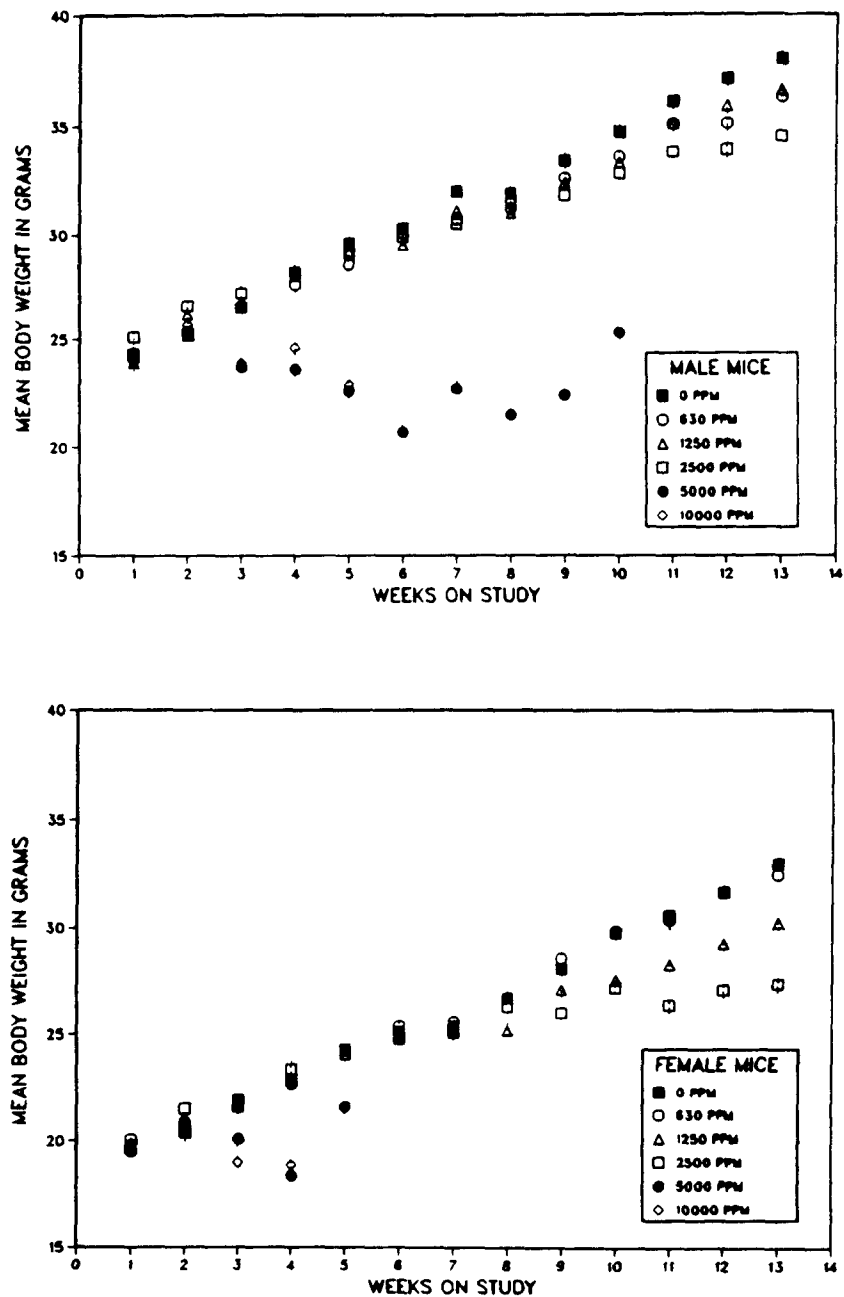 40
35
30
25
20
15
MEAN BODY WEIGHT IN GRAMS
MALE MICE
0 PPM
630 PPM
1250 PPM
2500 PPM
5000 PPM
10000 PPM
0 1 2 3 4 5 6 7 8 9 10 11 12 13 14
WEEKS ON STUDY
40
35
30
25
20
15
MEAN BODY WEIGHT IN GRAMS
FEMALE MICE
0 PPM
630 PPM
1250 PPM
2500 PPM
5000 PPM
10000 PPM
0 1 2 3 4 5 6 7 8 9 10 11 12 13 14
WEEKS ON STUDY